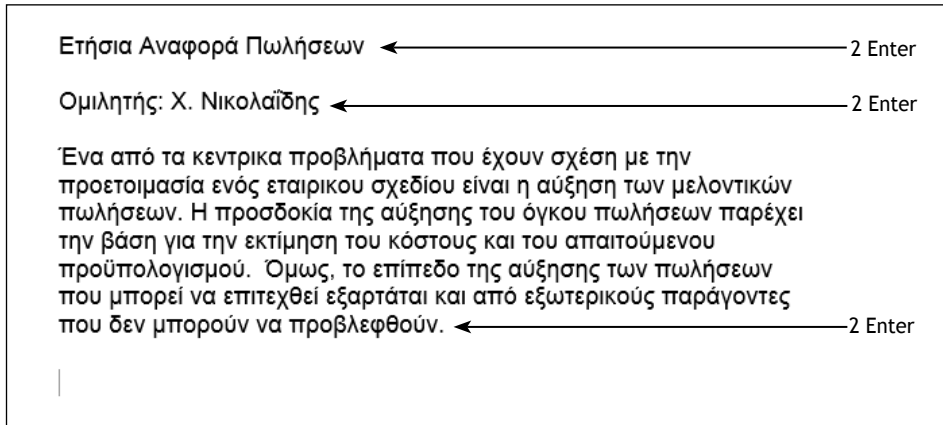 Ετήσια Αναφορά Πωλήσεων 2 Enter
Ομιλητής: Χ. Νικολαΐδης 2 Enter
Ένα από τα κεντρικα προβλήματα που έχουν σχέση με την
προετοιμασία ενός εταιρικου σχεδίου είναι η αύξηση των μελοντικών
πωλήσεων. Η προσδοκία της αύξησης του όγκου πωλήσεων παρέχει
την βάση για την εκτίμηση του κόστους και του απαιτούμενου
προϋπολογισμού. Όμως, το επίπεδο της αύξησης των πωλήσεων
που μπορεί να επιτεχθεί εξαρτάται και από εξωτερικούς παράγοντες
που δεν μπορούν να προβλεφθούν. 2 Enter